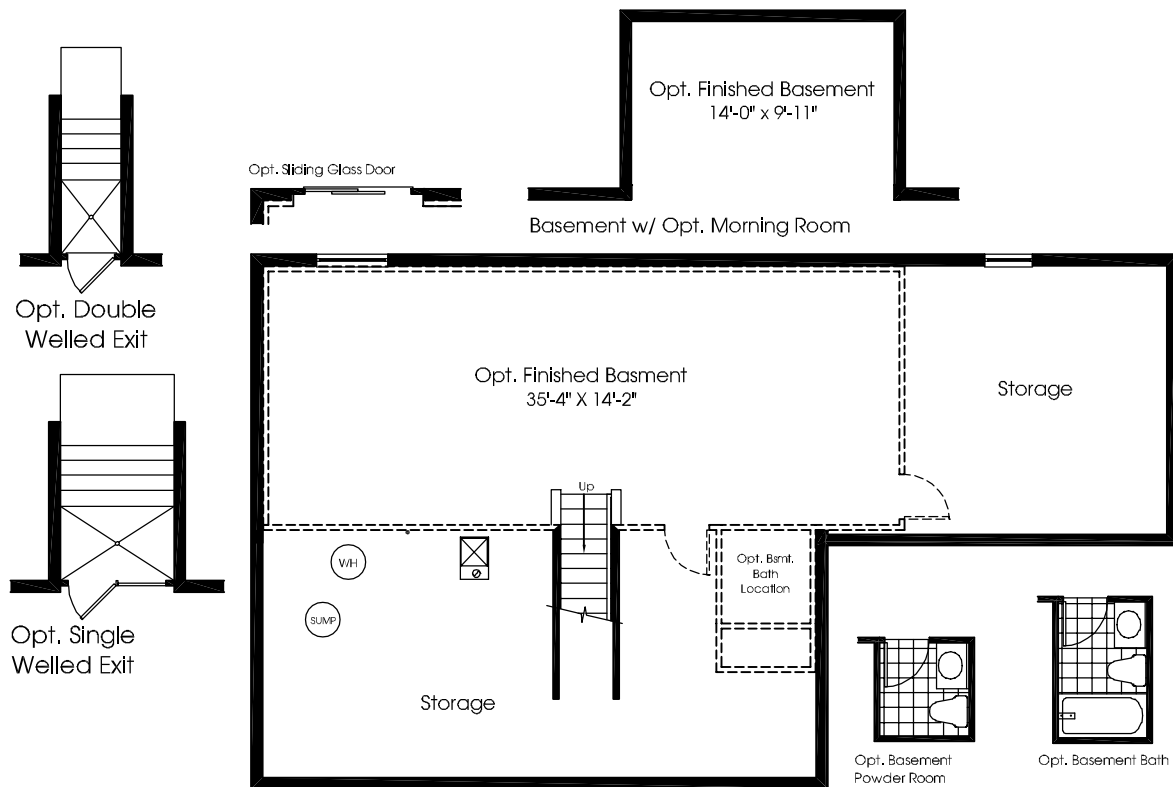 Opt. Finished Basement
14'-0" x 9'-11"
Opt. Sliding Glass Door
Basement w/ Opt. Morning Room
Opt. Double
Welled Exit
Opt. Finished Basment
35'-4" X 14'-2"
Storage
Up
WH
Opt. Bsmt.
Bath
Location
SUMP
Opt. Single
Welled Exit
Storage
Opt. Basement
Powder Room
Opt. Basement Bath